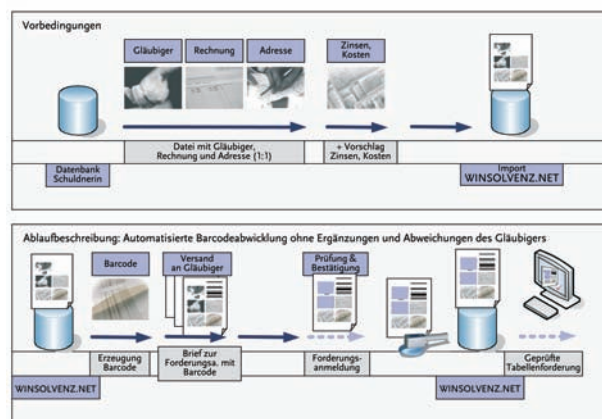 Vorbedingungen
Gläubiger
Rechnung
Adresse
Zinsen,
Kosten
Datei mit Gläubiger,
Rechnung und Adresse (1:1)
+ Vorschlag
Zinsen, Kosten
Datenbank
Schuldnerin
Import
WINSOLVENZ.NET
Ablaufbeschreibung: Automatisierte Barcodeabwicklung ohne Ergänzungen und Abweichungen des Gläubigers
Barcode
Versand
an Gläubiger
Prüfung &
Bestätigung
Erzeugung
Barcode
Brief zur
Forderungsa. mit
Barcode
Forderungs-
anmeldung
Geprüfte
Tabellenforderung
WINSOLVENZ.NET
WINSOLVENZ.NET